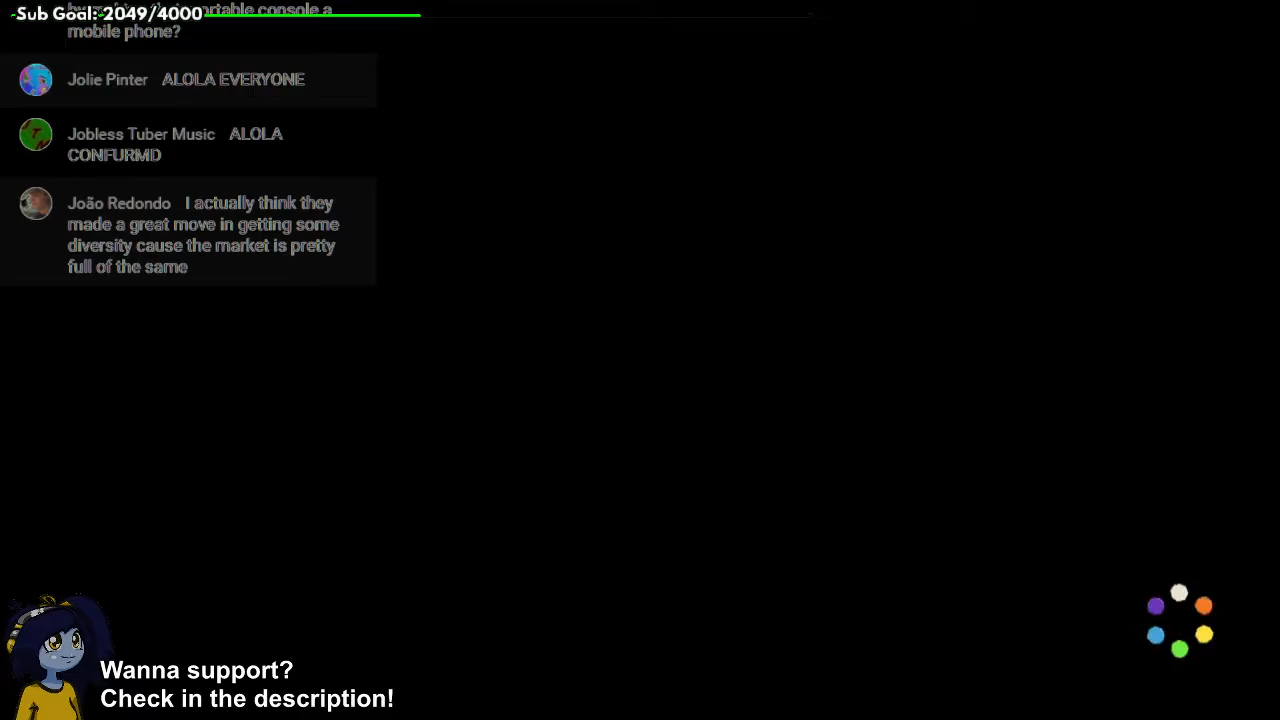 Sub Goal: 2049/4000
portable console a
mobile phone?
Jolie Pinter ALOLA EVERYONE
Jobless Tuber Music ALOLA
CONFURMD
João Redondo I actually think they
made a great move in getting some
diversity cause the market is pretty
full of the same
Wanna support?
Check in the description!